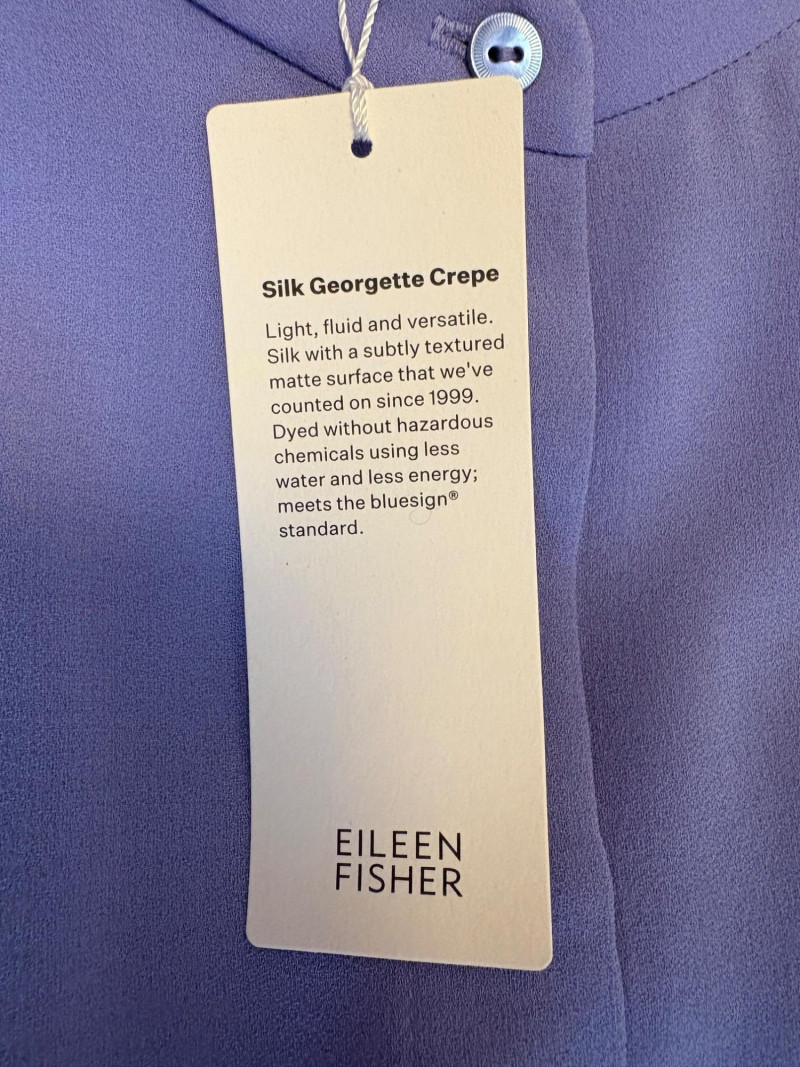 Silk Georgette Crepe
Light, fluid and versatile.
Silk with a subtly textured
matte surface that we've
counted on since 1999.
Dyed without hazardous
chemicals using less
water and less energy;
meets the bluesign®
standard.
EILEEN
FISHER